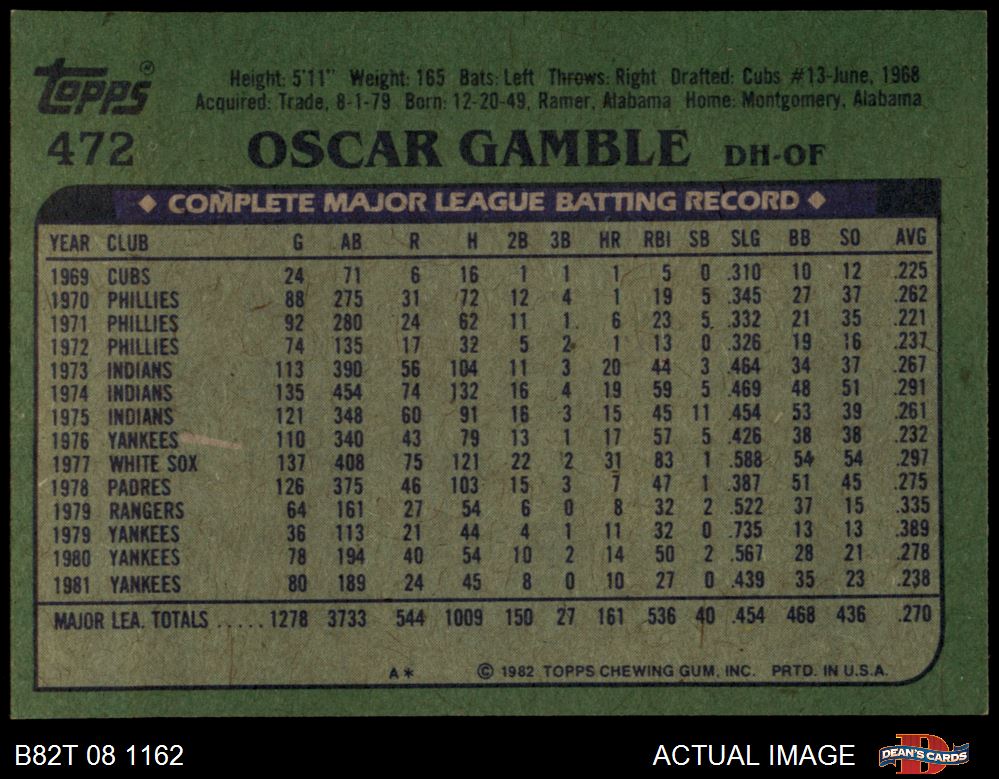 Topps
Height: 5'11" Weight: 165 Bats: Left Throws: Right Drafted: Cubs #13-June, 1968
Acquired: Trade, 8-1-79 Born: 12-20-49, Ramer, Alabama Home: Montgomery, Alabama
472 OSCAR GAMBLE DH-OF
◆ COMPLETE MAJOR LEAGUE BATTING RECORD ◆
YEAR CLUB G AB R H 2B 3B HR RBI SB SLG BB SO AVG
1969 CUBS 24 71 6 16 1 1 1 5 0 .310 10 12 .225
1970 PHILLIES 88 275 31 72 12 4 1 19 5 .345 27 37 .262
1971 PHILLIES 92 280 24 62 11 1 6 23 5 .332 21 35 .221
1972 PHILLIES 74 135 17 32 5 2 1 13 0 .326 19 16 .237
1973 INDIANS 113 390 56 104 11 3 20 44 3 .464 34 37 .267
1974 INDIANS 135 454 74 132 16 4 19 59 5 .469 48 51 .291
1975 INDIANS 121 348 60 91 16 3 15 45 11 .454 53 39 .261
1976 YANKEES 110 340 43 79 13 1 17 57 5 .426 38 38 .232
1977 WHITE SOX 137 408 75 121 22 2 31 83 1 .588 54 54 .297
1978 PADRES 126 375 46 103 15 3 7 47 1 .387 51 45 .275
1979 RANGERS 64 161 27 54 6 0 8 32 2 .522 37 15 .335
1979 YANKEES 36 113 21 44 4 1 11 32 0 .735 13 13 .389
1980 YANKEES 78 194 40 54 10 2 14 50 2 .567 28 21 .278
1981 YANKEES 80 189 24 45 8 0 10 27 0 .439 35 23 .238
MAJOR LEA. TOTALS ..... 1278 3733 544 1009 150 27 161 536 40 .454 468 436 .270
A* © 1982 TOPPS CHEWING GUM, INC. PRTD. IN U.S.A.
B82T 08 1162 ACTUAL IMAGE DEAN'S CARDS